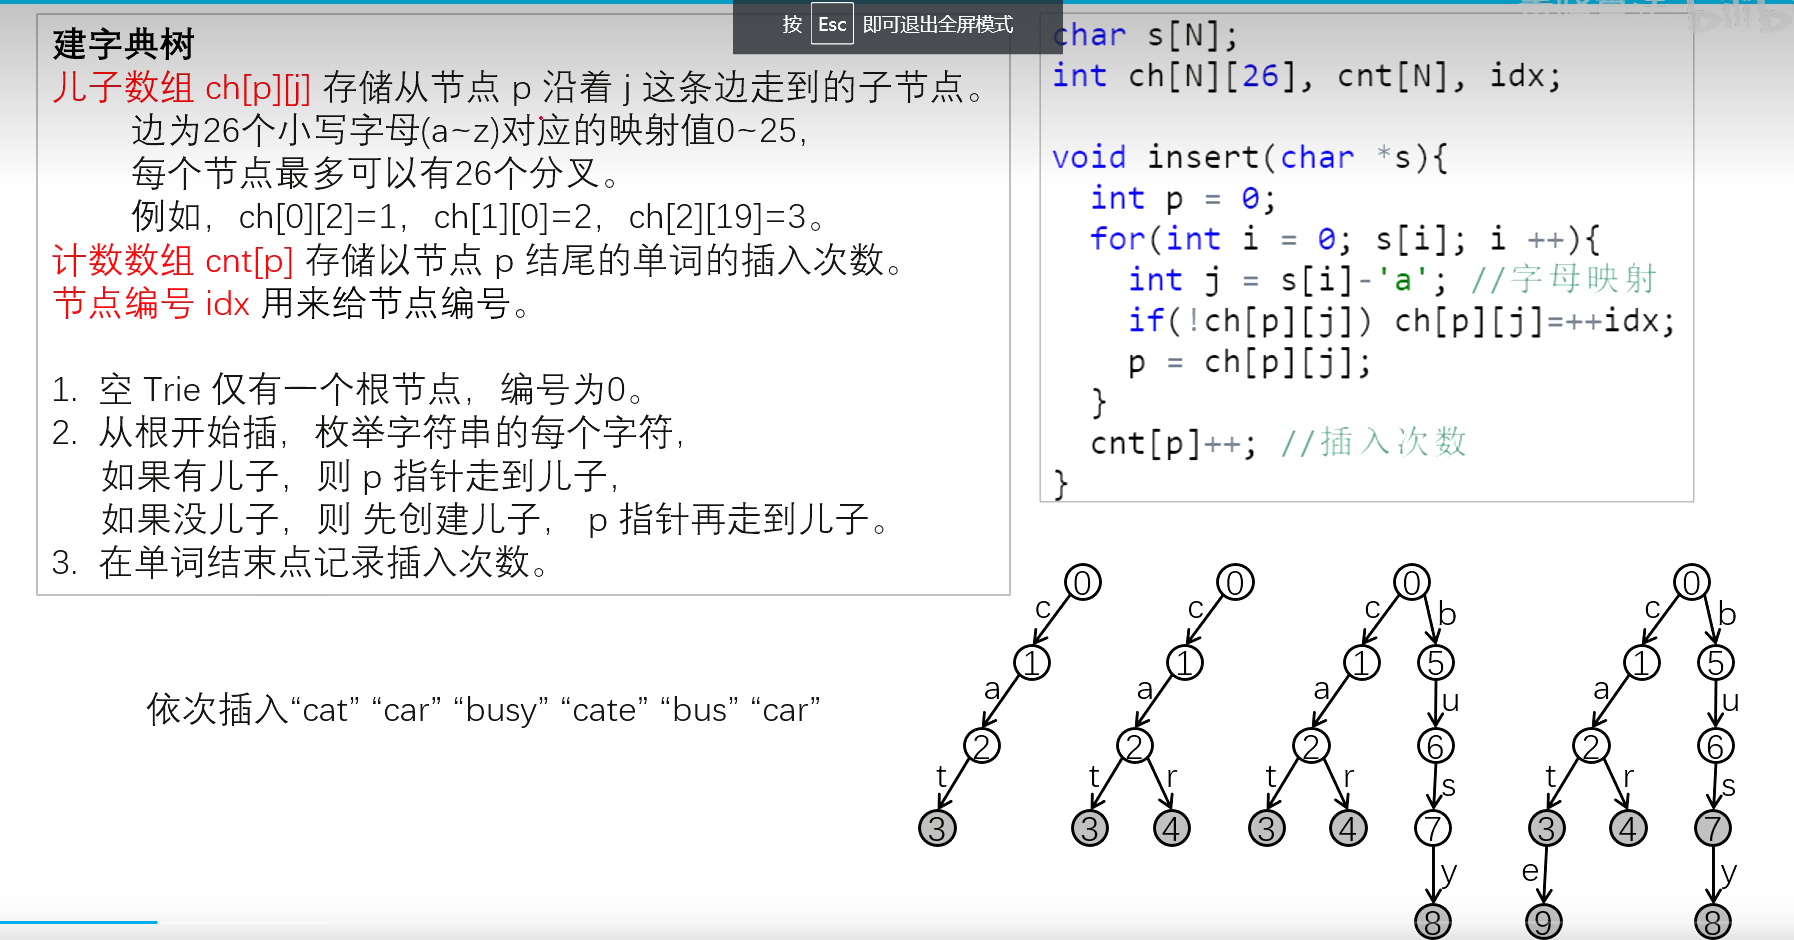 按 Esc 即可退出全屏模式
建字典树
儿子数组 ch[p][j] 存储从节点 p 沿着 j 这条边走到的子节点。
边为26个小写字母(a~z)对应的映射值0~25,
每个节点最多可以有26个分叉。
例如, ch[0][2]=1, ch[1][0]=2, ch[2][19]=3。
计数数组 cnt[p] 存储以节点 p 结尾的单词的插入次数。
节点编号 idx 用来给节点编号。
1. 空 Trie 仅有一个根节点, 编号为0。
2. 从根开始插, 枚举字符串的每个字符,
如果有儿子, 则 p 指针走到儿子,
如果没儿子, 则 先创建儿子, p 指针再走到儿子。
3. 在单词结束点记录插入次数。
char s[N];
int ch[N][26], cnt[N], idx;
void insert(char *s){
int p = 0;
for(int i = 0; s[i]; i ++){
int j = s[i]-'a'; //字母映射
if(!ch[p][j]) ch[p][j]=++idx;
p = ch[p][j];
}
cnt[p]++; //插入次数
}
依次插入“cat” “car” “busy” “cate” “bus” “car”
0
c
1
a
2
t
3
0
c
1
a
2
t r
3 4
0
c b
1 5
a u
2 6
t r s
3 4 7
y
8
0
c b
1 5
a u
2 6
t r s
3 4 7
e y
9 8